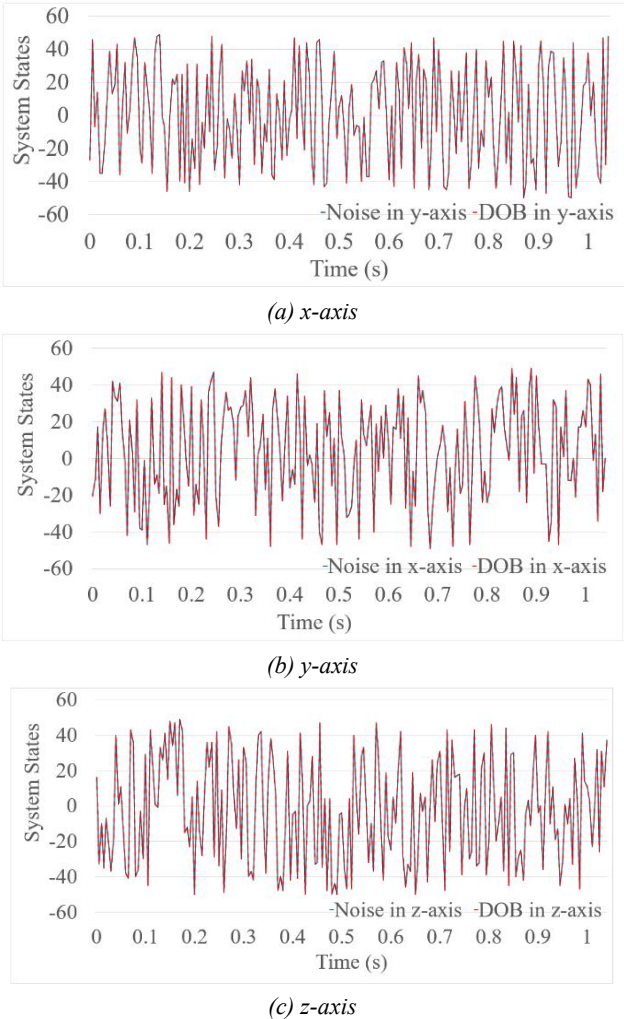 60
40
20
0
-20
-40
-60
System States
-Noise in y-axis -DOB in y-axis
0 0.1 0.2 0.3 0.4 0.5 0.6 0.7 0.8 0.9 1
Time (s)
(a) x-axis
60
40
20
0
-20
-40
-60
System States
-Noise in x-axis -DOB in x-axis
0 0.1 0.2 0.3 0.4 0.5 0.6 0.7 0.8 0.9 1
Time (s)
(b) y-axis
60
40
20
0
-20
-40
-60
System States
-Noise in z-axis -DOB in z-axis
0 0.1 0.2 0.3 0.4 0.5 0.6 0.7 0.8 0.9 1
Time (s)
(c) z-axis